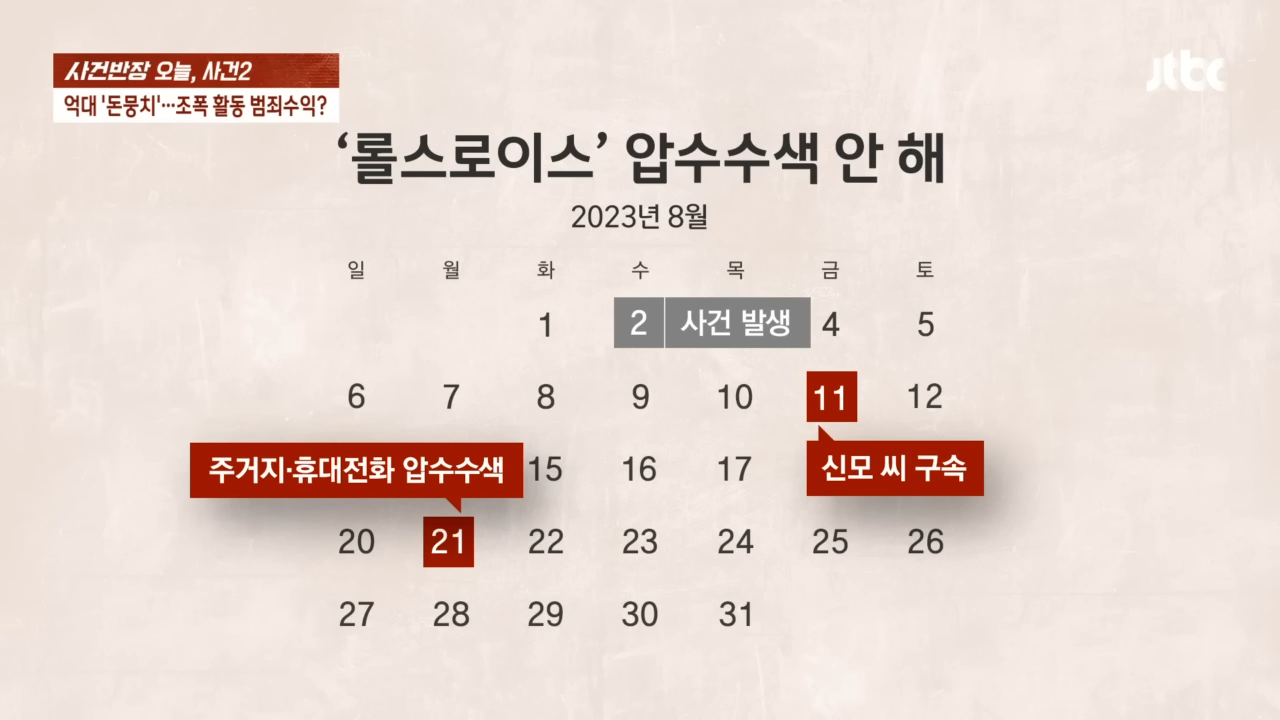 사건반장 오늘, 사건2
억대 '돈뭉치'…조폭 활동 범죄수익?
jtbc
‘롤스로이스’ 압수수색 안 해
2023년 8월
일 월 화 수 목 금 토
1 2 사건 발생 4 5
6 7 8 9 10 11 12
주거지·휴대전화 압수수색 15 16 17 신모 씨 구속
20 21 22 23 24 25 26
27 28 29 30 31